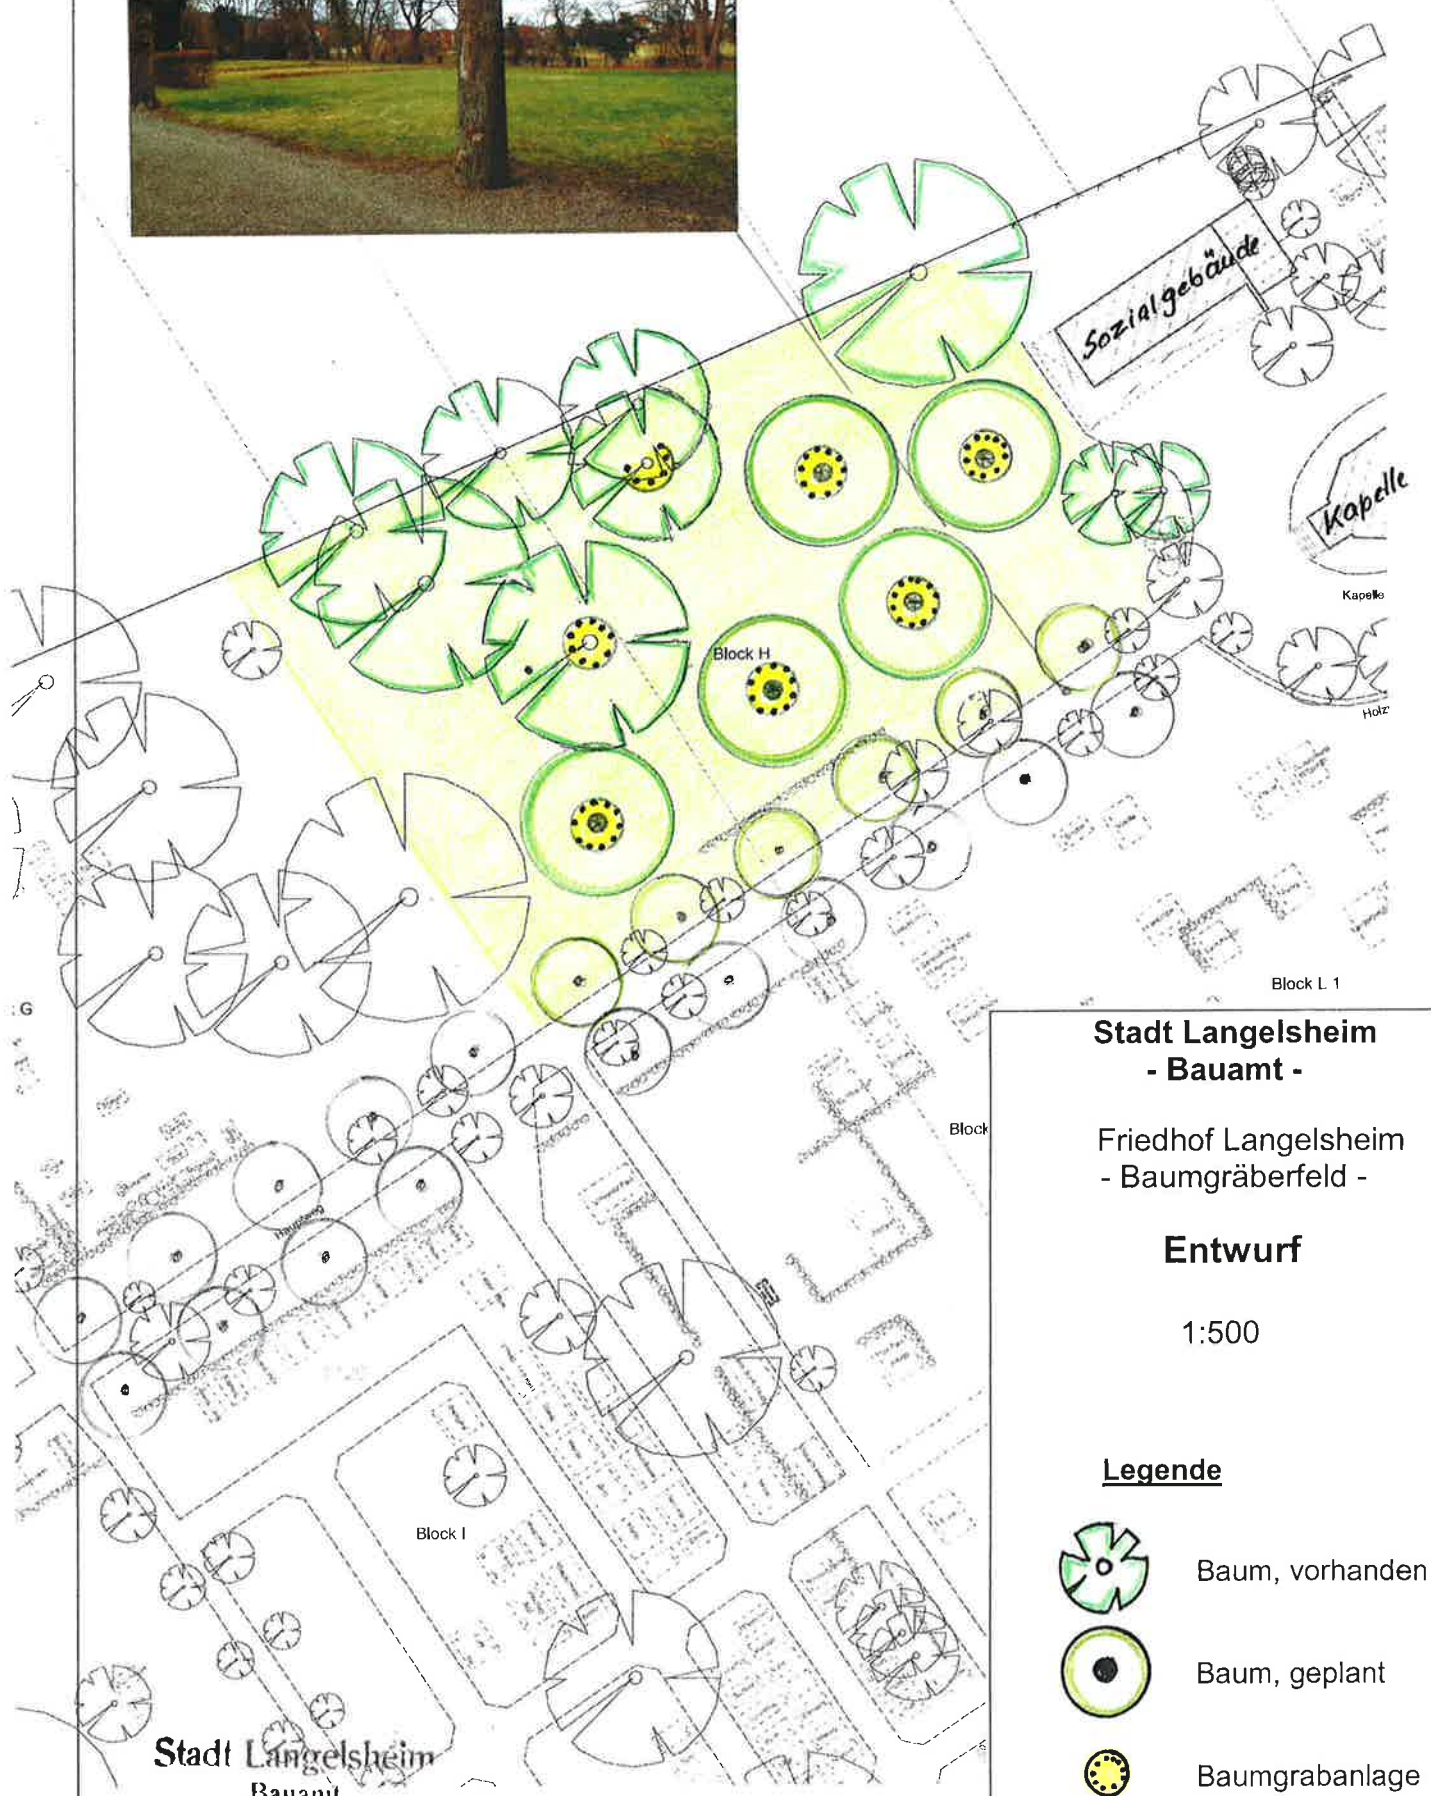 Sozialgebäude
Kapelle
Kapelle
Block H
Block L 1
: G
Block
Hauptweg
Block I
Stadt Langelsheim
- Bauamt -
Friedhof Langelsheim
- Baumgräberfeld -
Entwurf
1:500
Legende
Baum, vorhanden
Baum, geplant
Baumgrabanlage
Stadt Langelsheim
Bauamt